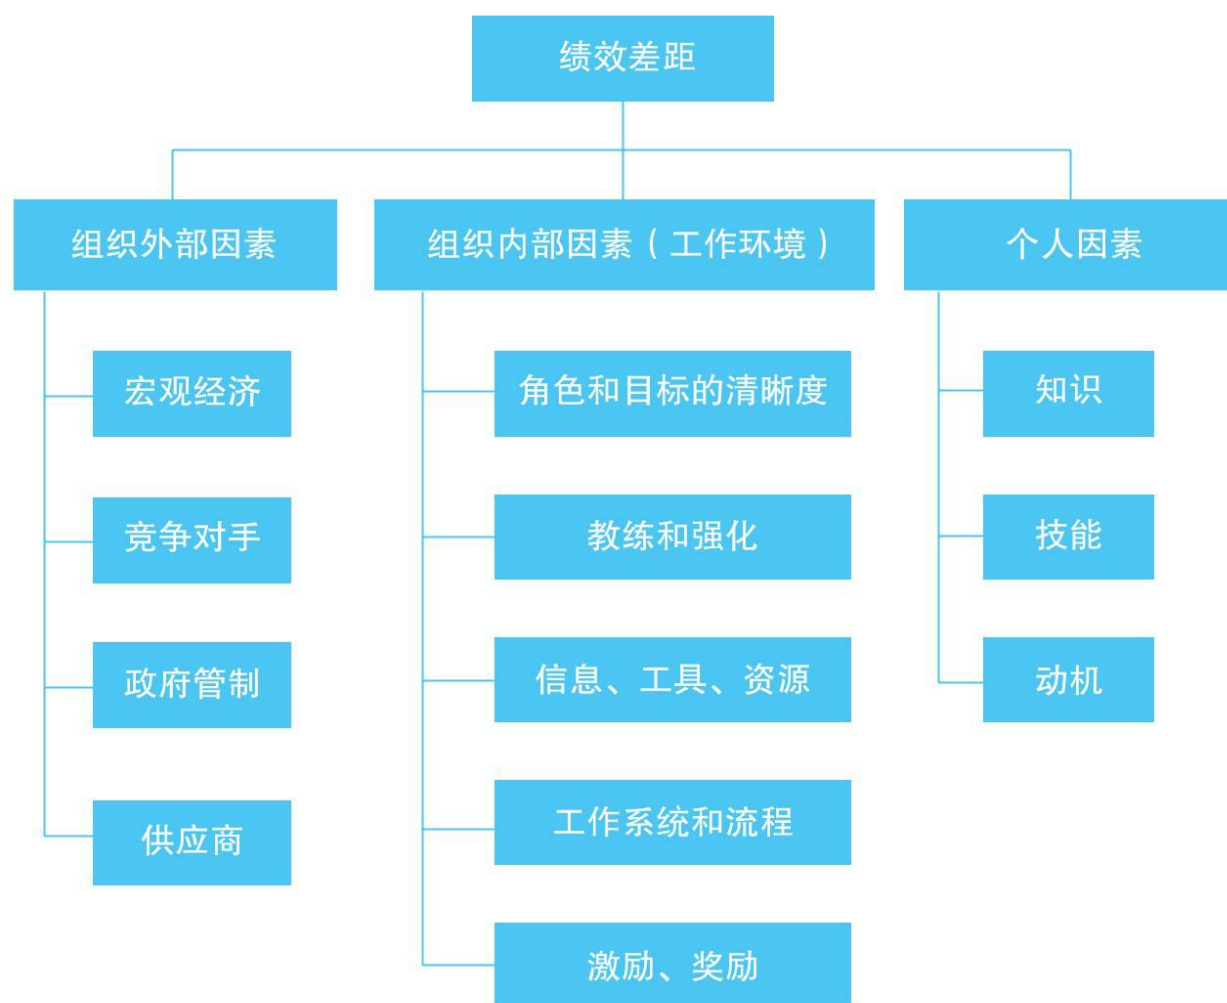 绩效差距
组织外部因素
宏观经济
竞争对手
政府管制
供应商
组织内部因素（工作环境）
角色和目标的清晰度
教练和强化
信息、工具、资源
工作系统和流程
激励、奖励
个人因素
知识
技能
动机